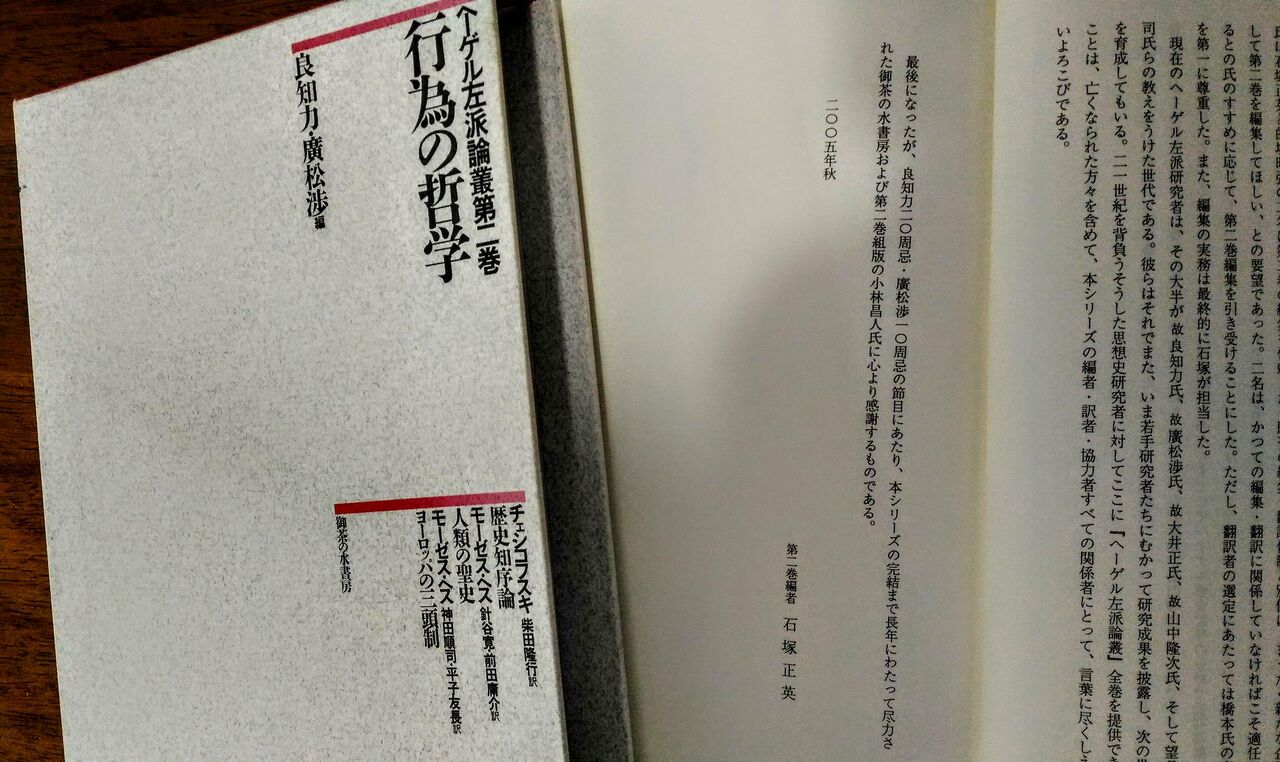 ヘーゲル左派論叢第二巻
行為の哲学
良知力・廣松渉編
チェシコフスキ 柴田隆行訳
歴史知序論
モーゼス・ヘス 針谷寛・前田庸介訳
人類の聖史
モーゼス・ヘス 神田順司・平子友長訳
ヨーロッパの三頭制
御茶の水書房
して第二巻を編集してほしい、との要望であった。二名は、かつての編集・翻訳に関係していなければこそ適任
るとの氏のすすめに応じて、第二巻編集を引き受けることにした。ただし、翻訳者の選定にあたっては橋本氏の
を第一に尊重した。また、編集の実務は最終的に石塚が担当した。
現在のヘーゲル左派研究者は、その大半が故良知力氏、故廣松渉氏、故大井正氏、故山中隆次氏、そして望
司氏らの教えをうけた世代である。彼らはそれでまた、いま若手研究者たちにむかって研究成果を披露し、次の
を育成してもいる。二一世紀を背負うそうした思想史研究者に対してここに『ヘーゲル左派論叢』全巻を提供でき
ことは、亡くなられた方々を含めて、本シリーズの編者・訳者・協力者すべての関係者にとって、言葉に尽くし
いよろこびである。
最後になったが、良知力二〇周忌・廣松渉一〇周忌の節目にあたり、本シリーズの完結まで長年にわたって尽力さ
れた御茶の水書房および第二巻組版の小林昌人氏に心より感謝するものである。
二〇〇五年秋
第二巻編者 石塚正英